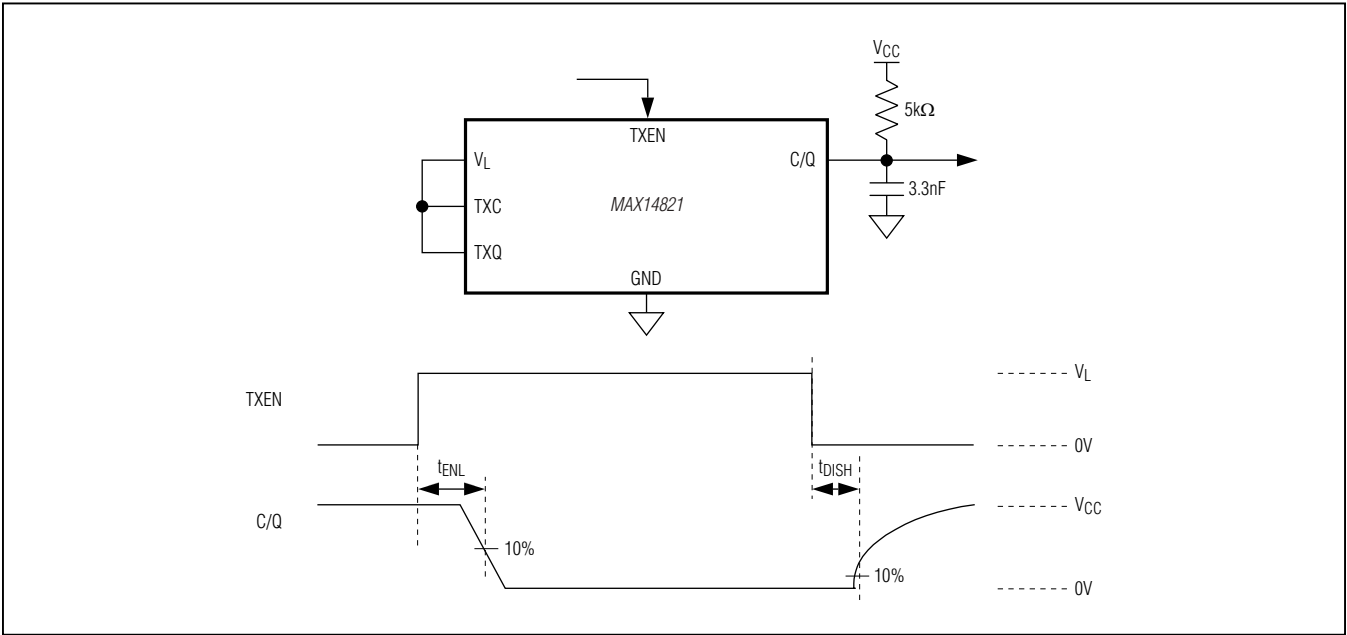 VCC
5kΩ
TXEN
VL
C/Q
3.3nF
TXC
MAX14821
TXQ
GND
VL
TXEN
0V
tENL
tDISH
VCC
C/Q
10%
10%
0V